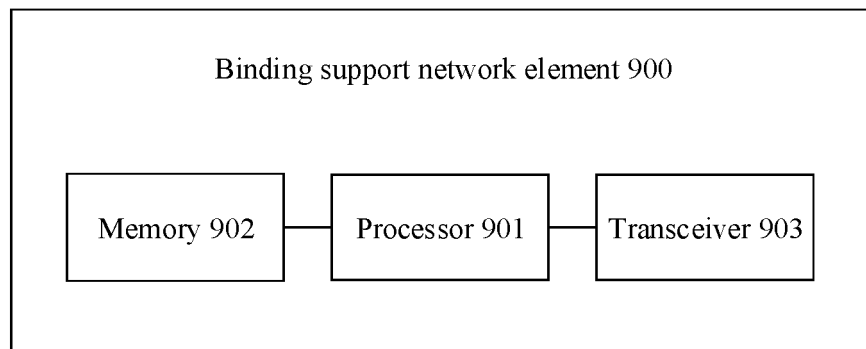 Binding support network element 900
Memory 902
Processor 901
Transceiver 903